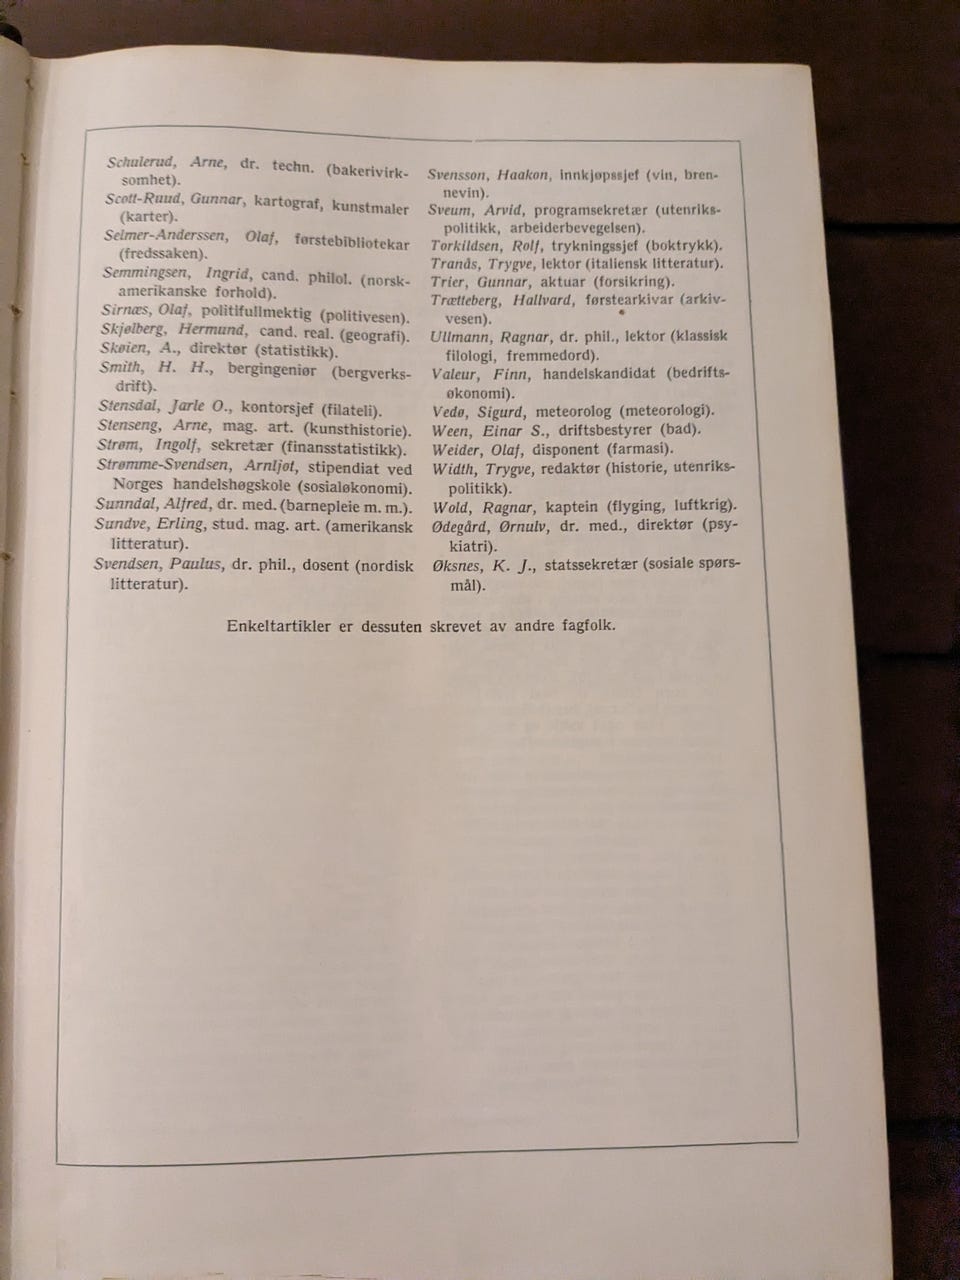 Schulerud, Arne, dr. techn. (bakerivirk-
somhet).
Scott-Ruud, Gunnar, kartograf, kunstmaler
(karter).
Selmer-Anderssen, Olaf, førstebibliotekar
(fredssaken).
Semmingsen, Ingrid, cand. philol. (norsk-
amerikanske forhold).
Sirnæs, Olaf, politifullmektig (politivesen).
Skjølberg, Hermund, cand. real. (geografi).
Skøien, A., direktør (statistikk).
Smith, H. H., bergingeniør (bergverks-
drift).
Stensdal, Jarle O., kontorsjef (filateli).
Stenseng, Arne, mag. art. (kunsthistorie).
Strøm, Ingolf, sekretær (finansstatistikk).
Strømme-Svendsen, Arnljot, stipendiat ved
Norges handelshøgskole (sosialøkonomi).
Sunndal, Alfred, dr. med. (barnepleie m. m.).
Sundve, Erling, stud. mag. art. (amerikansk
litteratur).
Svendsen, Paulus, dr. phil., dosent (nordisk
litteratur).
Svensson, Haakon, innkjøpssjef (vin, bren-
nevin).
Sveum, Arvid, programsekretær (utenriks-
politikk, arbeiderbevegelsen).
Torkildsen, Rolf, trykningssjef (boktrykk).
Tranås, Trygve, lektor (italiensk litteratur).
Trier, Gunnar, aktuar (forsikring).
Trætteberg, Hallvard, førstearkivar (arkiv-
vesen).
Ullmann, Ragnar, dr. phil., lektor (klassisk
filologi, fremmedord).
Valeur, Finn, handelskandidat (bedrifts-
økonomi).
Vedø, Sigurd, meteorolog (meteorologi).
Ween, Einar S., driftsbestyrer (bad).
Weider, Olaf, disponent (farmasi).
Width, Trygve, redaktør (historie, utenriks-
politikk).
Wold, Ragnar, kaptein (flyging, luftkrig).
Ødegård, Ørnulv, dr. med., direktør (psy-
kiatri).
Øksnes, K. J., statssekretær (sosiale spørs-
mål).
Enkeltartikler er dessuten skrevet av andre fagfolk.